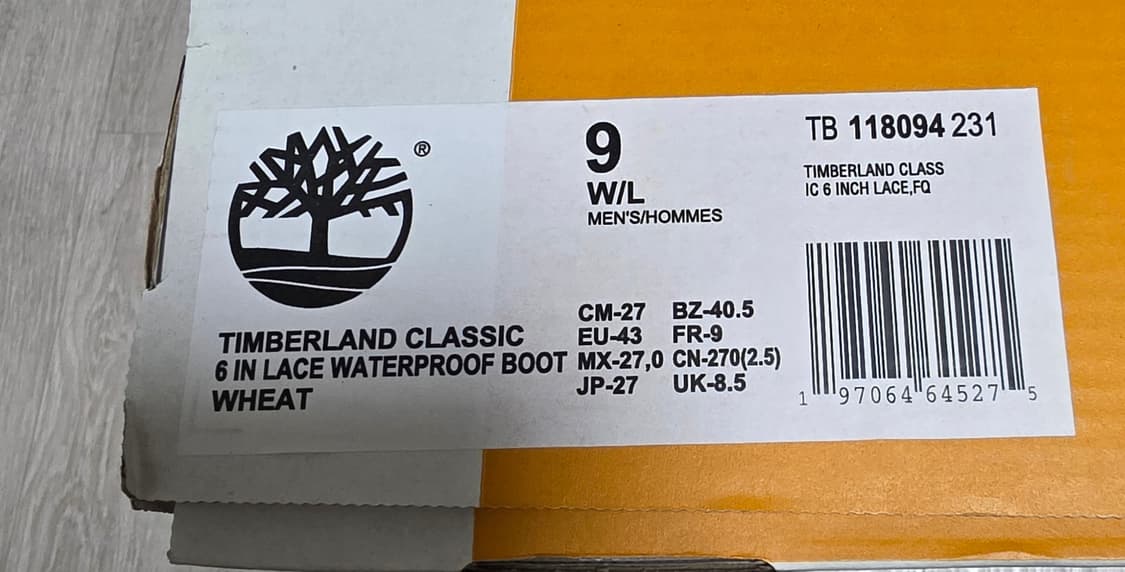 ®
9
W/L
MEN'S/HOMMES
TB 118094 231
TIMBERLAND CLASS
IC 6 INCH LACE,FQ
TIMBERLAND CLASSIC
6 IN LACE WATERPROOF BOOT
WHEAT
CM-27 BZ-40.5
EU-43 FR-9
MX-27,0 CN-270(2.5)
JP-27 UK-8.5
1 97064 64527 5